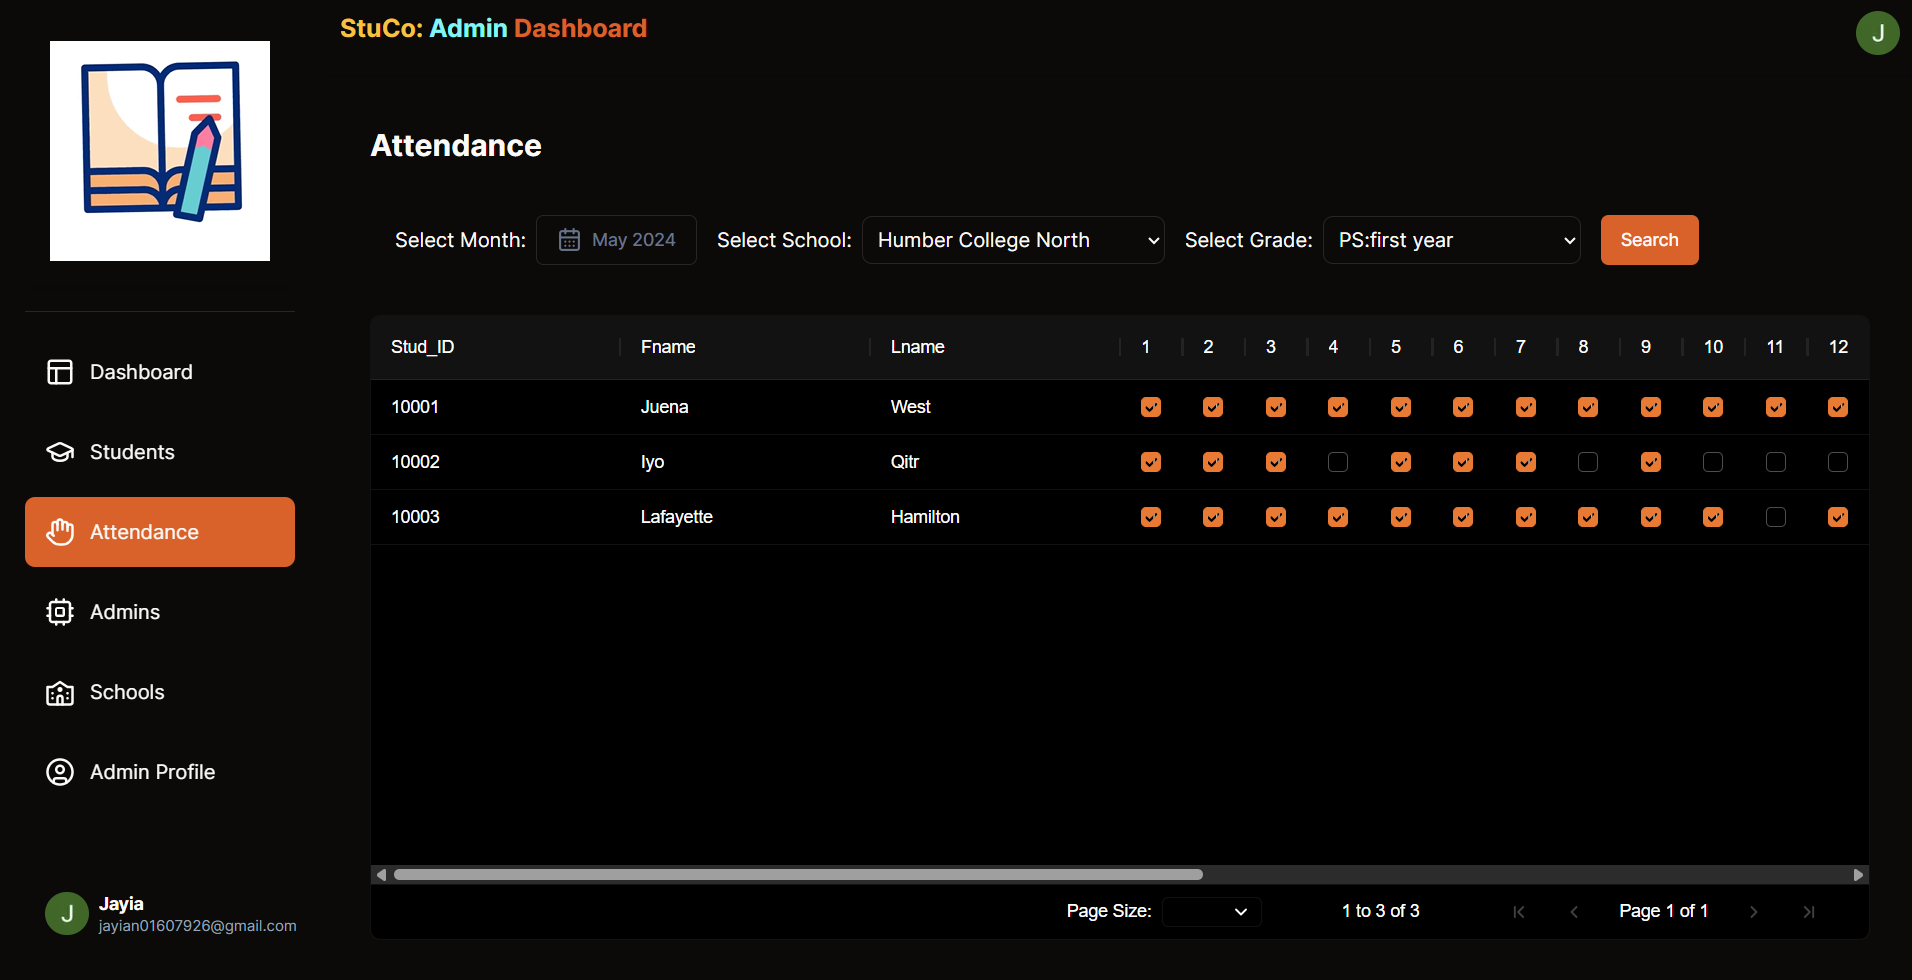 StuCo: Admin Dashboard
J
Attendance
Select Month: May 2024 Select School: Humber College North Select Grade: PS:first year Search
Stud_ID Fname Lname 1 2 3 4 5 6 7 8 9 10 11 12
10001 Juena West
10002 Iyo Qitr
10003 Lafayette Hamilton
Page Size: 1 to 3 of 3 Page 1 of 1
Dashboard
Students
Attendance
Admins
Schools
Admin Profile
J
Jayia
jayian01607926@gmail.com